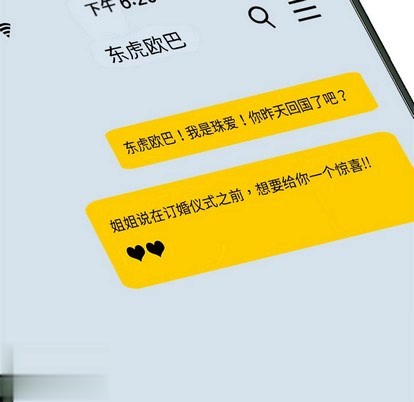 下午 6:20
东虎欧巴
东虎欧巴！我是珠爱！你昨天回国了吧？
姐姐说在订婚仪式之前，想要给你一个惊喜!!
♥♥